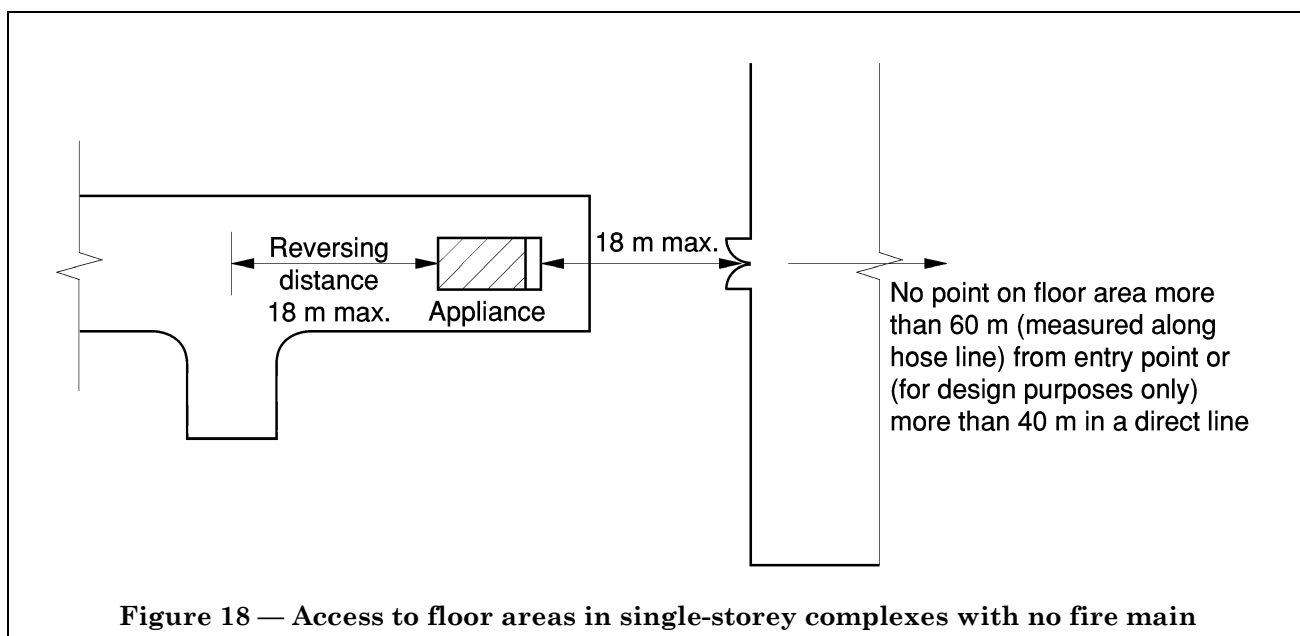 Reversing
distance
18 m max.
Appliance
18 m max.
No point on floor area more
than 60 m (measured along
hose line) from entry point or
(for design purposes only)
more than 40 m in a direct line
Figure 18 — Access to floor areas in single-storey complexes with no fire main